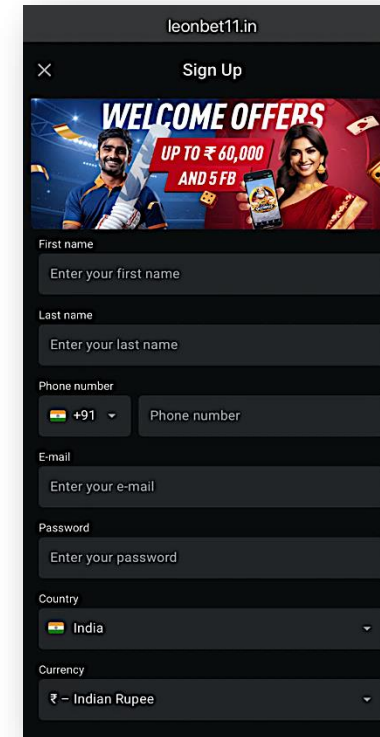 leonbet11.in
Sign Up
WELCOME OFFERS
UP TO ₹ 60,000
AND 5 FB
First name
Enter your first name
Last name
Enter your last name
Phone number
+91 Phone number
E-mail
Enter your e-mail
Password
Enter your password
Country
India
Currency
₹ – Indian Rupee